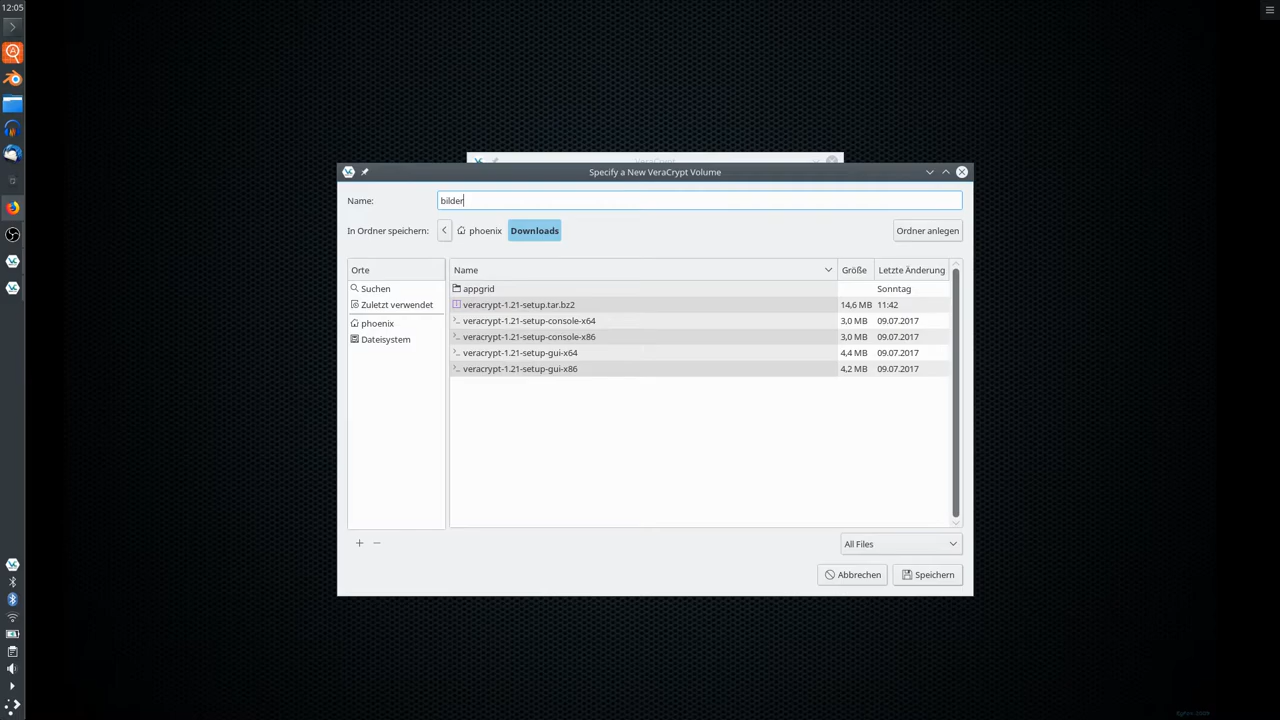 12:05
VeraCrypt
Specify a New VeraCrypt Volume
Name: bilder
In Ordner speichern: phoenix Downloads Ordner anlegen
Orte Name Größe Letzte Änderung
Suchen appgrid Sonntag
Zuletzt verwendet veracrypt-1.21-setup.tar.bz2 14,6 MB 11:42
veracrypt-1.21-setup-console-x64 3,0 MB 09.07.2017
phoenix veracrypt-1.21-setup-console-x86 3,0 MB 09.07.2017
Dateisystem veracrypt-1.21-setup-gui-x64 4,4 MB 09.07.2017
veracrypt-1.21-setup-gui-x86 4,2 MB 09.07.2017
All Files
Abbrechen Speichern